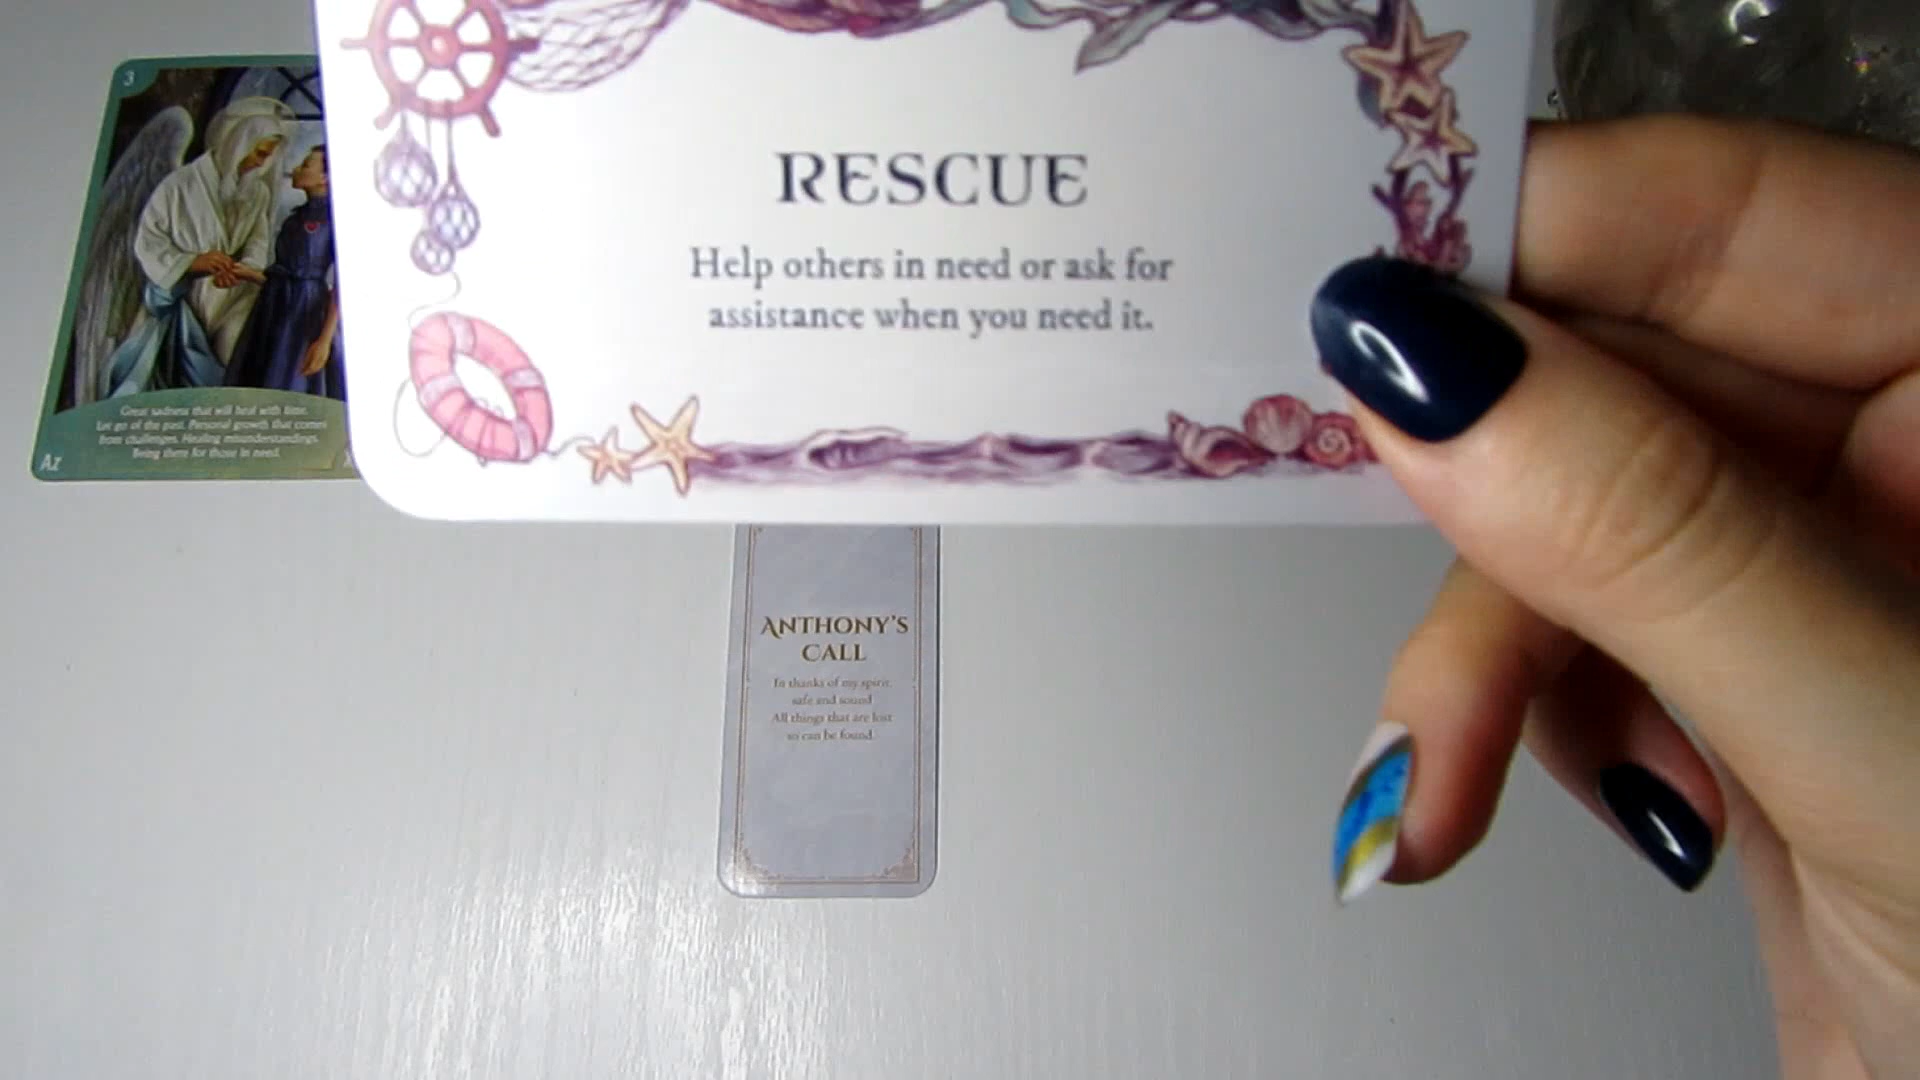 3
Great sadness that will heal with time.
Let go of the past. Personal growth that comes
from challenges. Healing misunderstandings.
Being there for those in need.
Az
RESCUE
Help others in need or ask for
assistance when you need it.
ANTHONY'S
CALL
In thanks of my spirit,
safe and sound
All things that are lost
so can be found.